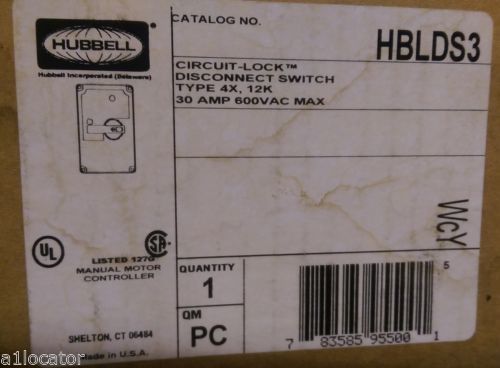 CATALOG NO.
HBLDS3
HUBBELL
Hubbell Incorporated (Delaware)
CIRCUIT-LOCK™
DISCONNECT SWITCH
TYPE 4X, 12K
30 AMP 600VAC MAX
UL
SA
LISTED 127G
MANUAL MOTOR
CONTROLLER
SHELTON, CT 06484
Made in U.S.A.
QUANTITY
1
QM
PC
WCY
5
7 83585 95500 1
a1locator